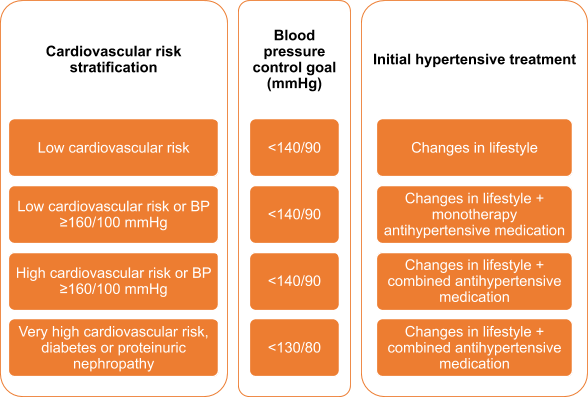 Cardiovascular risk
stratification
Blood
pressure
control goal
(mmHg)
Initial hypertensive treatment
Low cardiovascular risk
<140/90
Changes in lifestyle
Low cardiovascular risk or BP
≥160/100 mmHg
<140/90
Changes in lifestyle +
monotherapy
antihypertensive medication
High cardiovascular risk or BP
≥160/100 mmHg
<140/90
Changes in lifestyle +
combined antihypertensive
medication
Very high cardiovascular risk,
diabetes or proteinuric
nephropathy
<130/80
Changes in lifestyle +
combined antihypertensive
medication